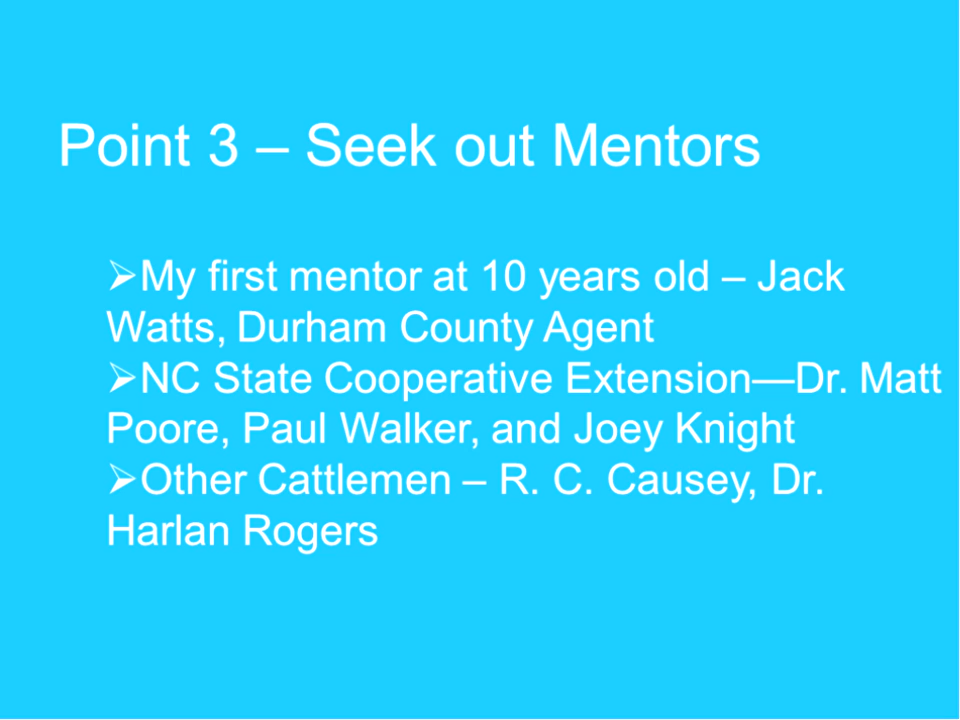 Point 3 – Seek out Mentors
➢My first mentor at 10 years old – Jack
Watts, Durham County Agent
➢NC State Cooperative Extension—Dr. Matt
Poore, Paul Walker, and Joey Knight
➢Other Cattlemen – R. C. Causey, Dr.
Harlan Rogers